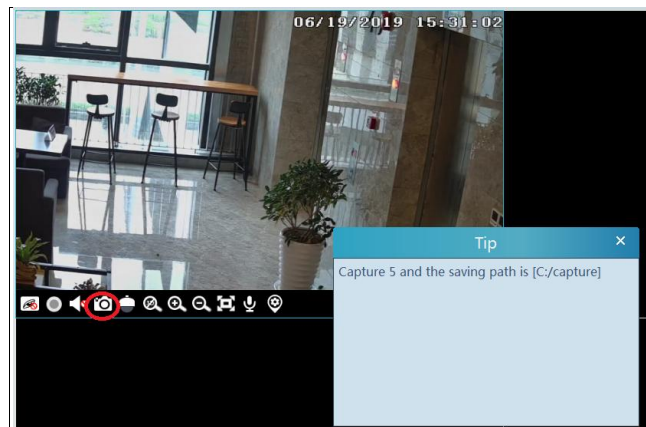 06/19/2019 15:31:02
Tip
Capture 5 and the saving path is [C:/capture]